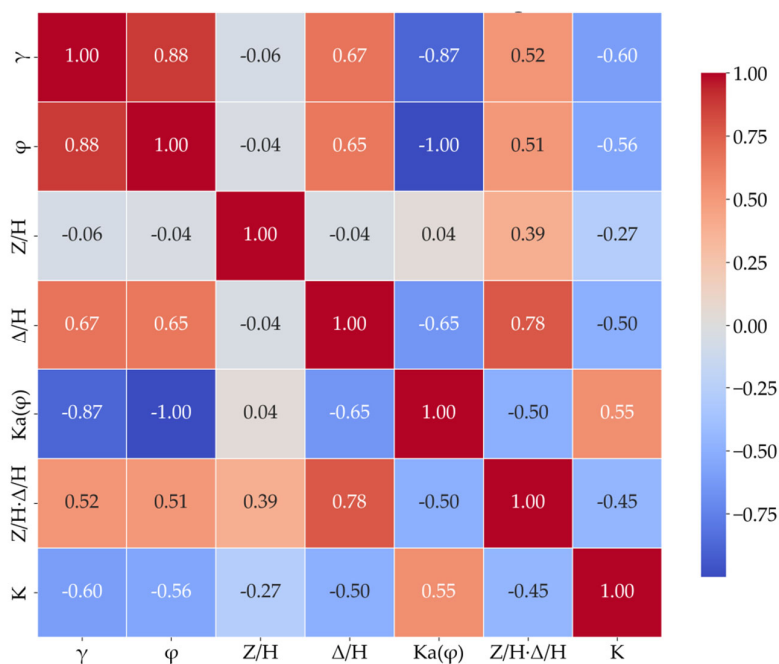 γ 1.00 0.88 -0.06 0.67 -0.87 0.52 -0.60
φ 0.88 1.00 -0.04 0.65 -1.00 0.51 -0.56
Z/H -0.06 -0.04 1.00 -0.04 0.04 0.39 -0.27
Δ/H 0.67 0.65 -0.04 1.00 -0.65 0.78 -0.50
Ka(φ) -0.87 -1.00 0.04 -0.65 1.00 -0.50 0.55
Z/H·Δ/H 0.52 0.51 0.39 0.78 -0.50 1.00 -0.45
K -0.60 -0.56 -0.27 -0.50 0.55 -0.45 1.00
γ φ Z/H Δ/H Ka(φ) Z/H·Δ/H K
1.00
0.75
0.50
0.25
0.00
−0.25
−0.50
−0.75